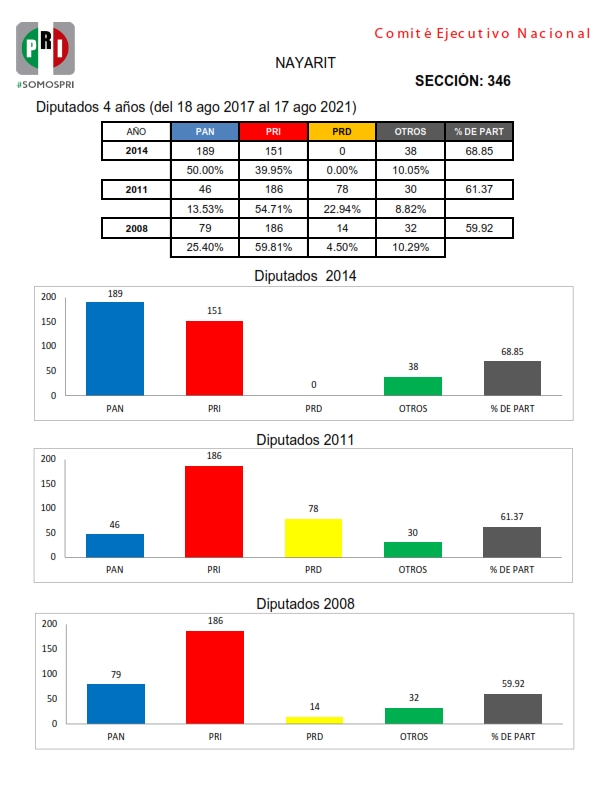 Comité Ejecutivo Nacional
PRI
#SOMOSPRI
NAYARIT
SECCIÓN: 346
Diputados 4 años (del 18 ago 2017 al 17 ago 2021)
AÑO PAN PRI PRD OTROS % DE PART
2014 189 151 0 38 68.85
50.00% 39.95% 0.00% 10.05%
2011 46 186 78 30 61.37
13.53% 54.71% 22.94% 8.82%
2008 79 186 14 32 59.92
25.40% 59.81% 4.50% 10.29%
Diputados 2014
200
150
100
50
0
189 151 0 38 68.85
PAN PRI PRD OTROS % DE PART
Diputados 2011
200
150
100
50
0
46 186 78 30 61.37
PAN PRI PRD OTROS % DE PART
Diputados 2008
200
150
100
50
0
79 186 14 32 59.92
PAN PRI PRD OTROS % DE PART